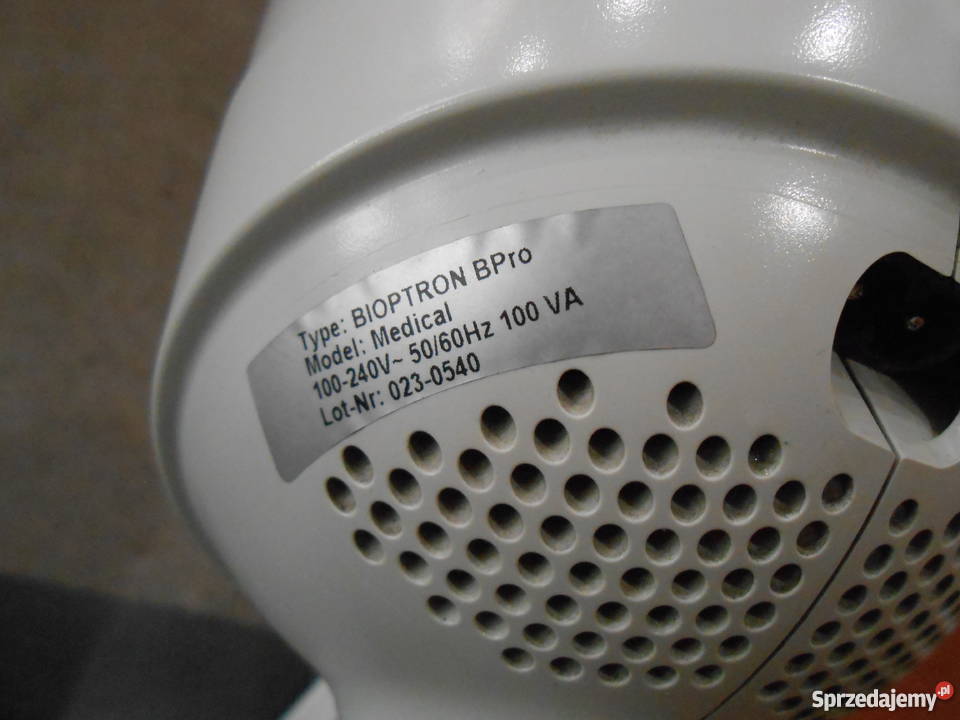 Type: BIOPTRON BPro
Model: Medical
100-240V~ 50/60Hz 100 VA
Lot-Nr: 023-0540
Sprzedajemy.pl